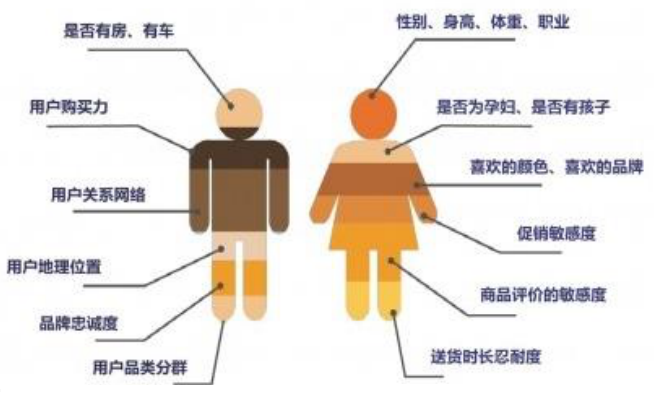 是否有房、有车
用户购买力
用户关系网络
用户地理位置
品牌忠诚度
用户品类分群
性别、身高、体重、职业
是否为孕妇、是否有孩子
喜欢的颜色、喜欢的品牌
促销敏感度
商品评价的敏感度
送货时长忍耐度